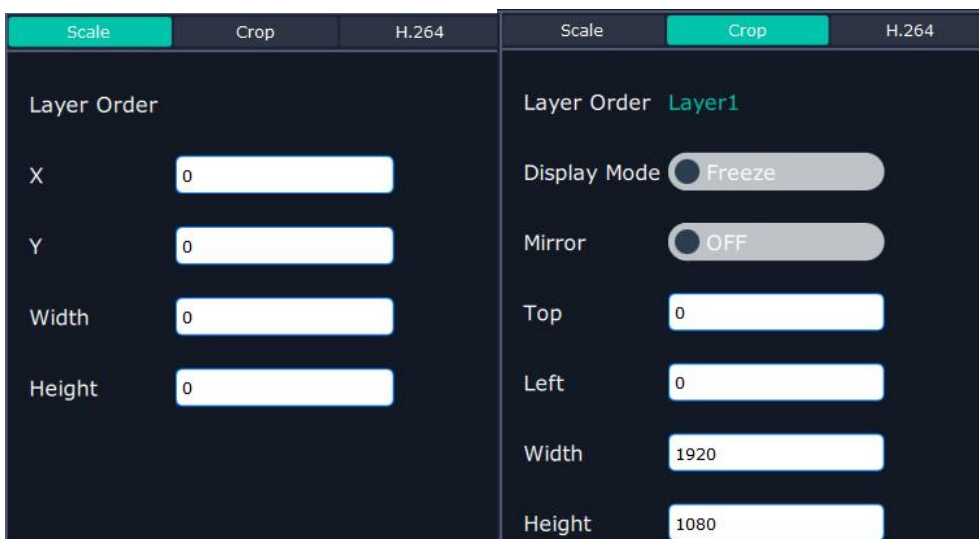 Scale Crop H.264
Layer Order
X 0
Y 0
Width 0
Height 0
Scale Crop H.264
Layer Order Layer1
Display Mode Freeze
Mirror OFF
Top 0
Left 0
Width 1920
Height 1080